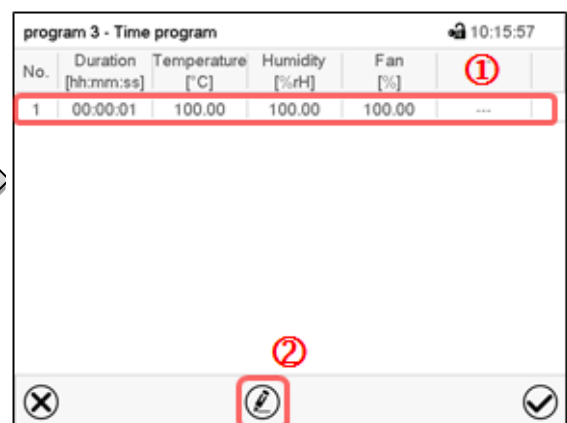 program 3 - Time program 10:15:57
No. Duration [hh:mm:ss] Temperature [°C] Humidity [%rH] Fan [%] ①
1 00:00:01 100.00 100.00 100.00 ---
②